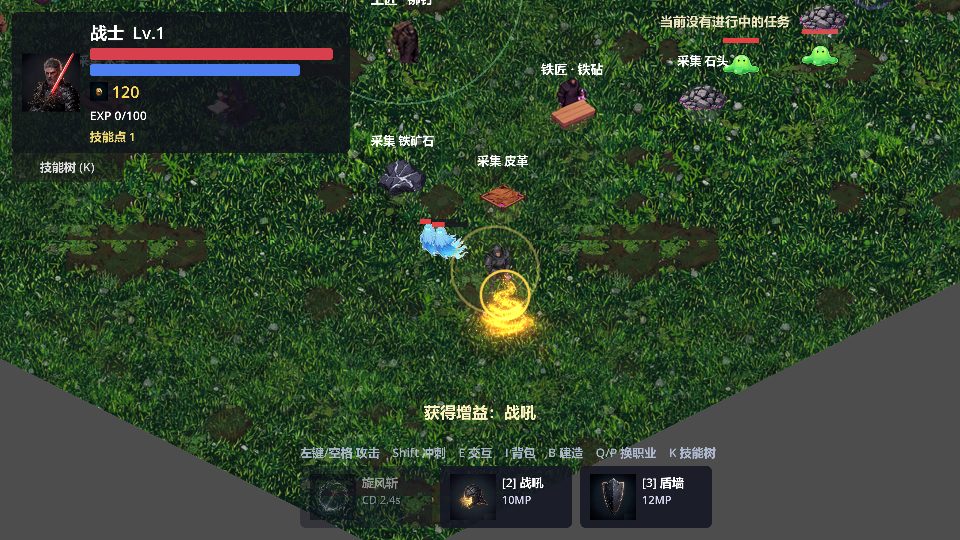 战士 Lv.1
120
EXP 0/100
技能点 1
技能树 (K)
当前没有进行中的任务
采集 石头
铁匠 · 铁砧
采集 铁矿石
采集 皮革
获得增益：战吼
左键/空格 攻击 Shift 冲刺 E 交互 I 背包 B 建造 Q/P 换职业 K 技能树
旋风斩
CD 2.4s
[2] 战吼
10MP
[3] 盾墙
12MP